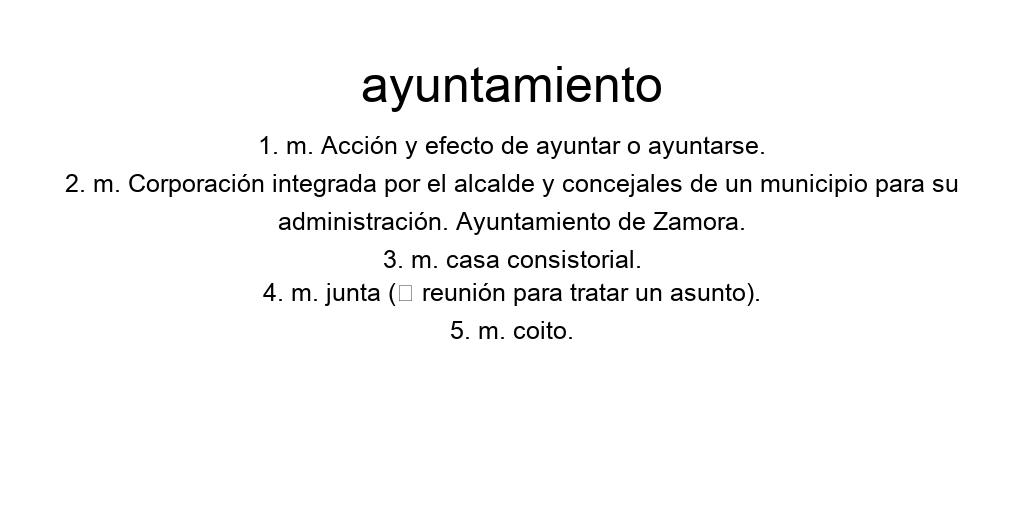 ayuntamiento
1. m. Acción y efecto de ayuntar o ayuntarse.
2. m. Corporación integrada por el alcalde y concejales de un municipio para su
administración. Ayuntamiento de Zamora.
3. m. casa consistorial.
4. m. junta (□ reunión para tratar un asunto).
5. m. coito.